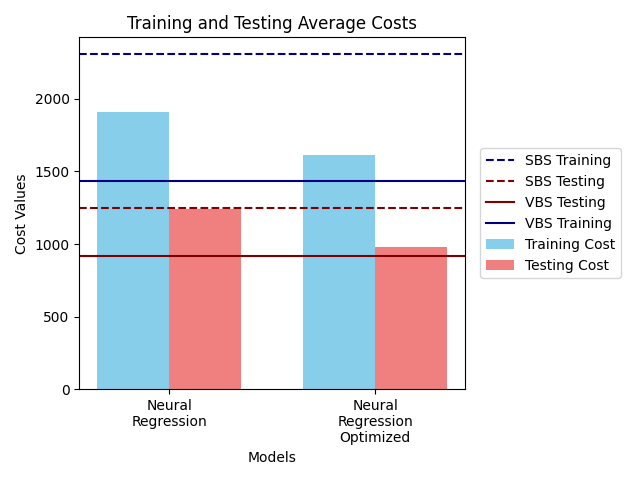 Training and Testing Average Costs
Cost Values
2000
1500
1000
500
0
Neural
Regression
Neural
Regression
Optimized
Models
SBS Training
SBS Testing
VBS Testing
VBS Training
Training Cost
Testing Cost